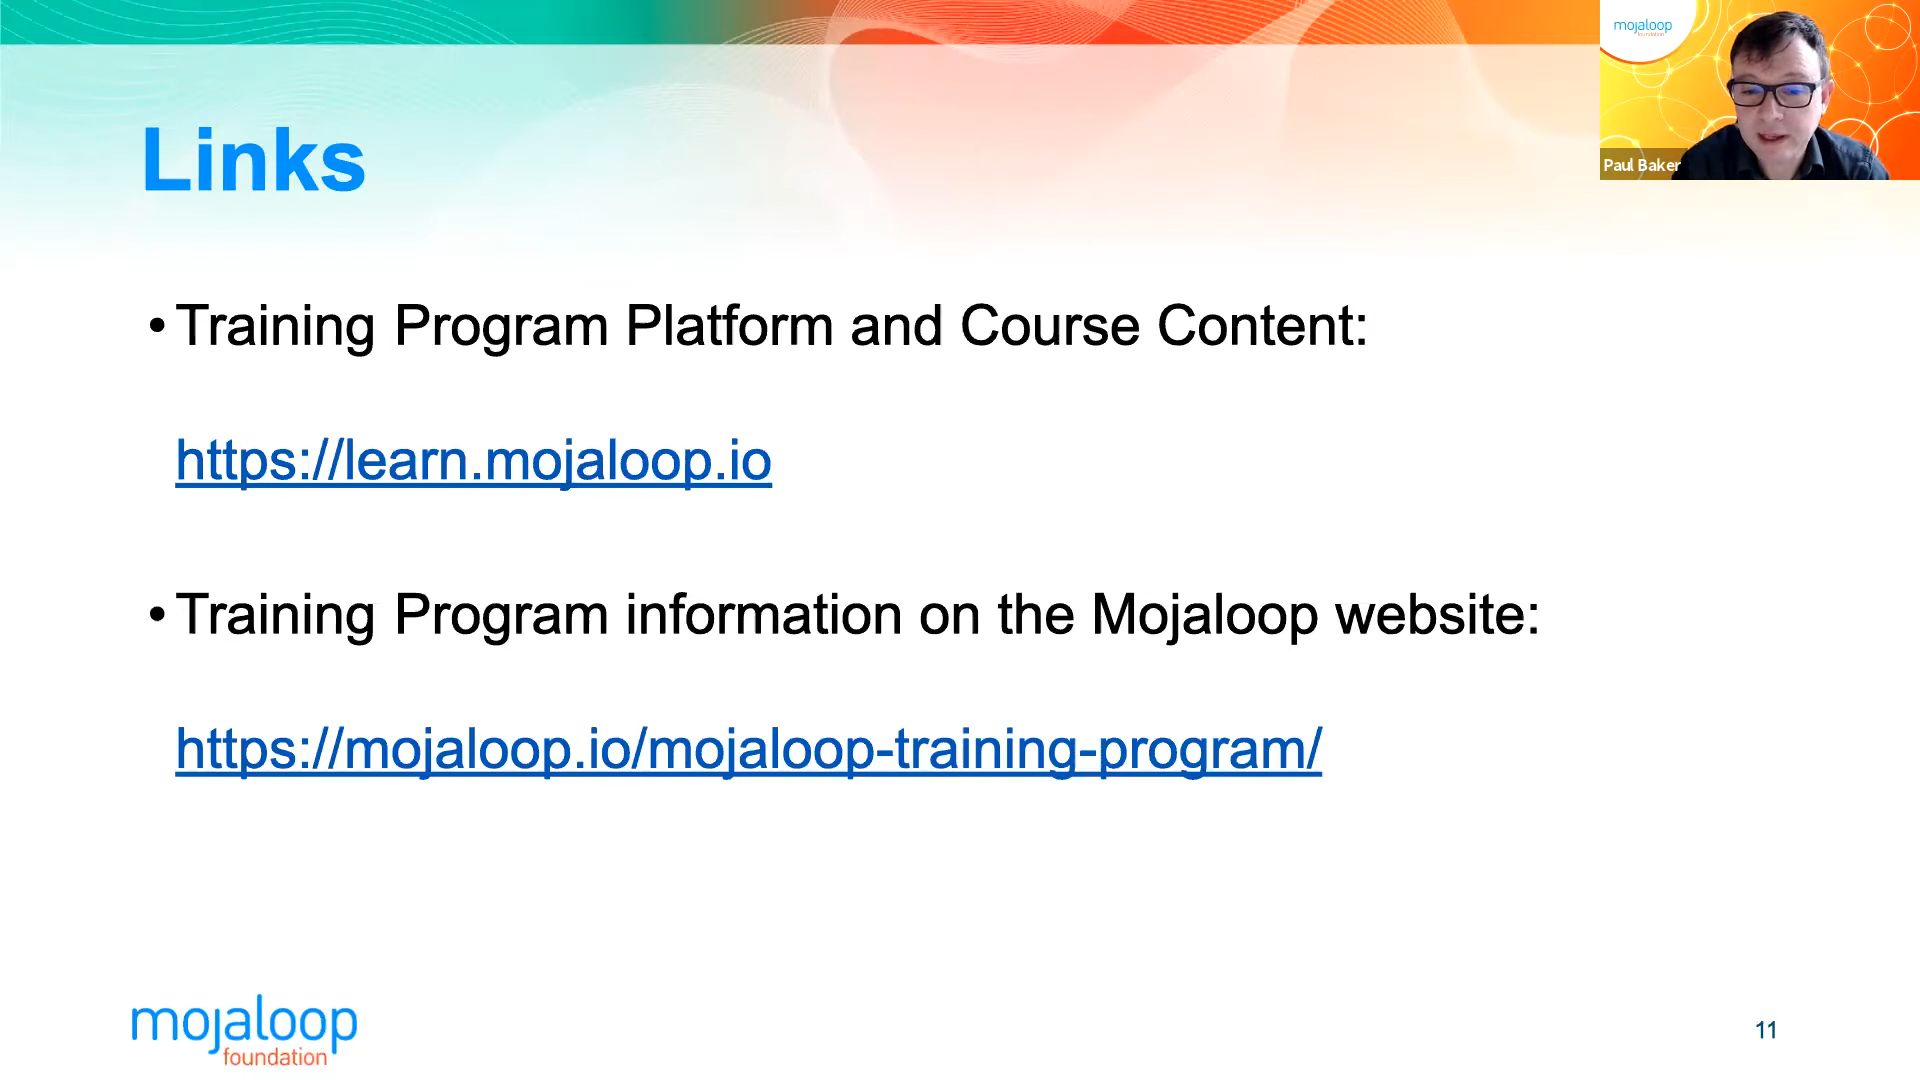 mojaloop
foundation
Paul Baker
Links
• Training Program Platform and Course Content:
https://learn.mojaloop.io
• Training Program information on the Mojaloop website:
https://mojaloop.io/mojaloop-training-program/
mojaloop
foundation
11